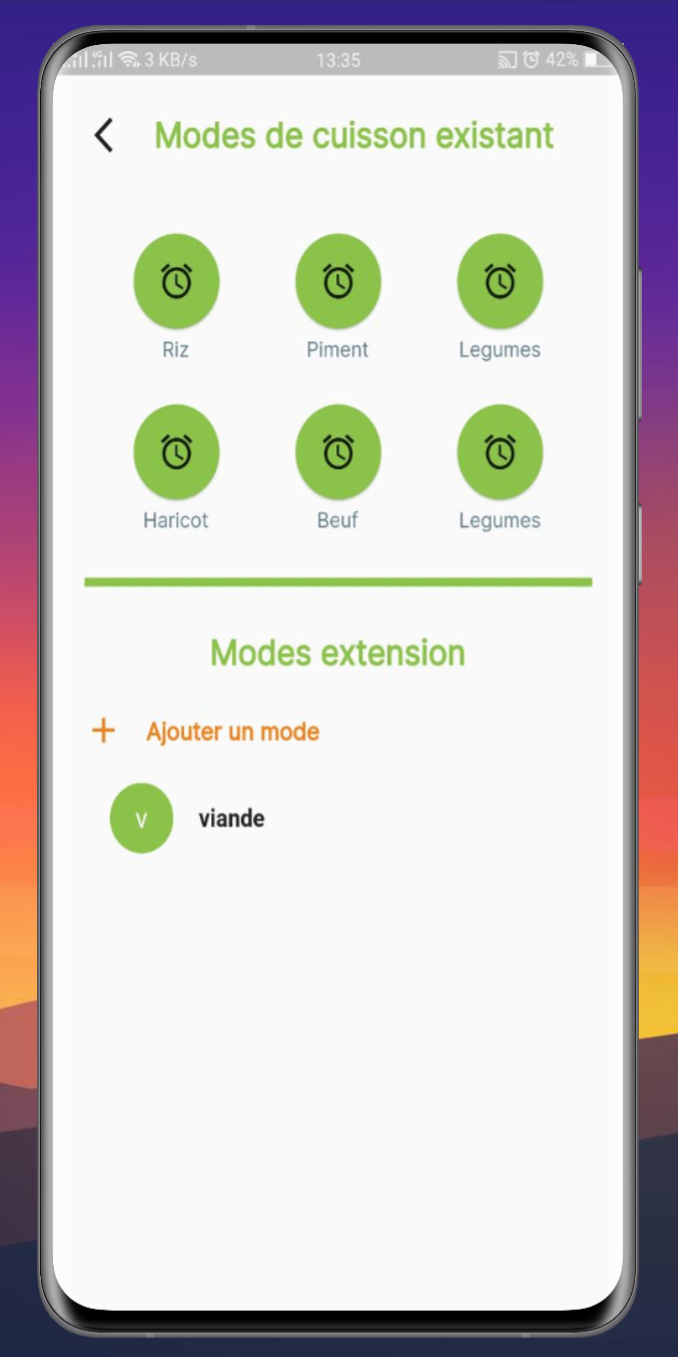 4G 3 KB/s 13:35 42%
Modes de cuisson existant
Riz Piment Legumes
Haricot Beuf Legumes
Modes extension
+ Ajouter un mode
v viande